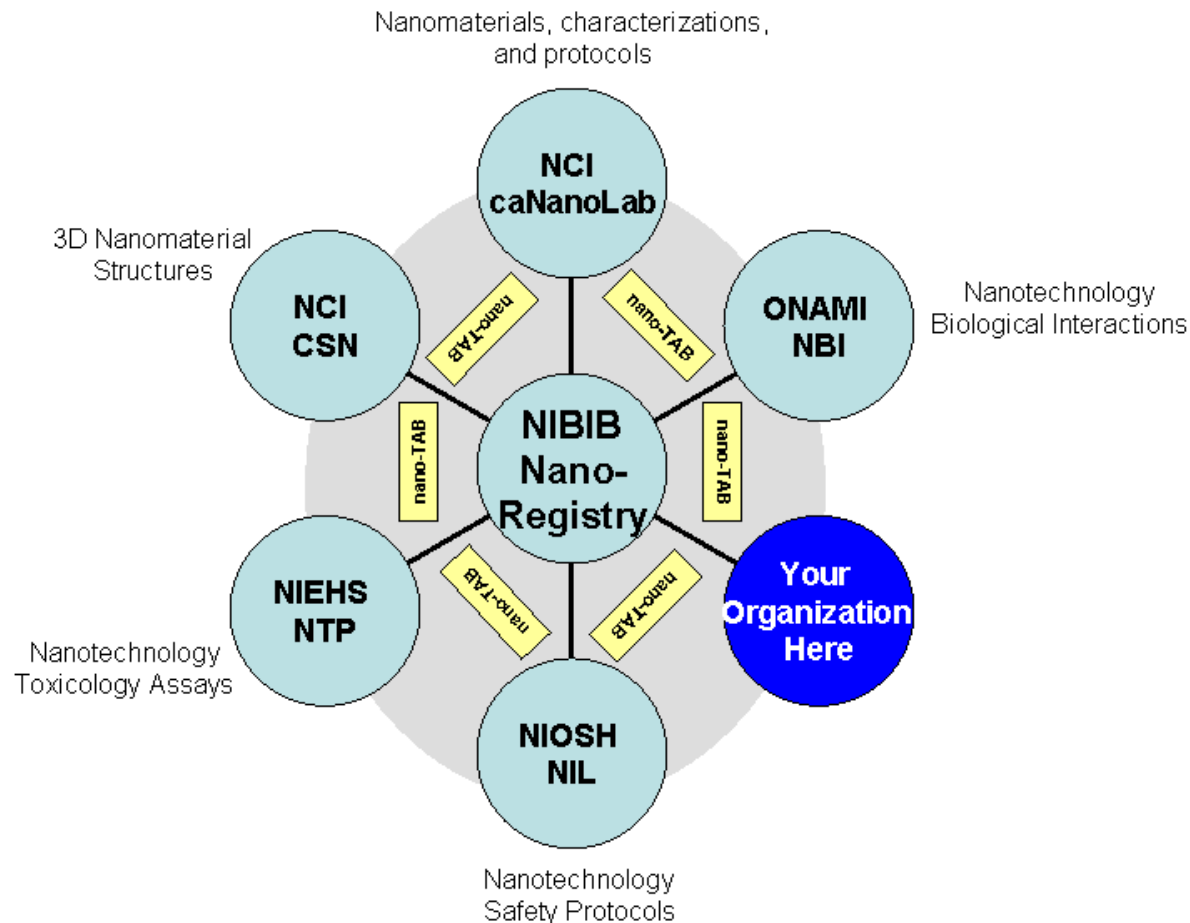 Nanomaterials, characterizations,
and protocols
NCI
caNanoLab
3D Nanomaterial
Structures
NCI
CSN
nano-TAB
nano-TAB
ONAMI
NBI
Nanotechnology
Biological Interactions
nano-TAB
NIBIB
Nano-
Registry
nano-TAB
NIEHS
NTP
Nanotechnology
Toxicology Assays
nano-TAB
nano-TAB
Your
Organization
Here
NIOSH
NIL
Nanotechnology
Safety Protocols